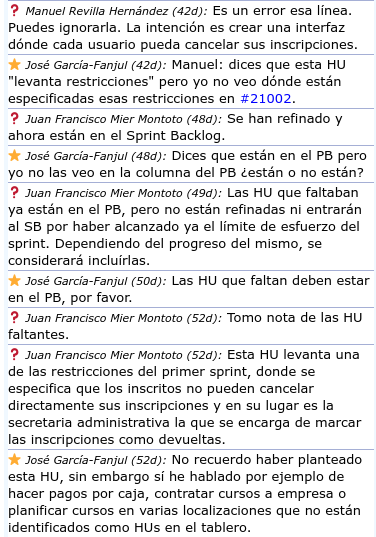 ? Manuel Revilla Hernández (42d): Es un error esa línea.
Puedes ignorarla. La intención es crear una interfaz
dónde cada usuario pueda cancelar sus inscripciones.
José García-Fanjul (42d): Manuel: dices que esta HU
"levanta restricciones" pero yo no veo dónde están
especificadas esas restricciones en #21002.
? Juan Francisco Mier Montoto (48d): Se han refinado y
ahora están en el Sprint Backlog.
José García-Fanjul (48d): Dices que están en el PB pero
yo no las veo en la columna del PB ¿están o no están?
? Juan Francisco Mier Montoto (49d): Las HU que faltaban
ya están en el PB, pero no están refinadas ni entrarán
al SB por haber alcanzado ya el límite de esfuerzo del
sprint. Dependiendo del progreso del mismo, se
considerará incluírlas.
José García-Fanjul (50d): Las HU que faltan deben estar
en el PB, por favor.
? Juan Francisco Mier Montoto (52d): Tomo nota de las HU
faltantes.
? Juan Francisco Mier Montoto (52d): Esta HU levanta una
de las restricciones del primer sprint, donde se
especifica que los inscritos no pueden cancelar
directamente sus inscripciones y en su lugar es la
secretaria administrativa la que se encarga de marcar
las inscripciones como devueltas.
José García-Fanjul (52d): No recuerdo haber planteado
esta HU, sin embargo sí he hablado por ejemplo de
hacer pagos por caja, contratar cursos a empresa o
planificar cursos en varias localizaciones que no están
identificados como HUs en el tablero.